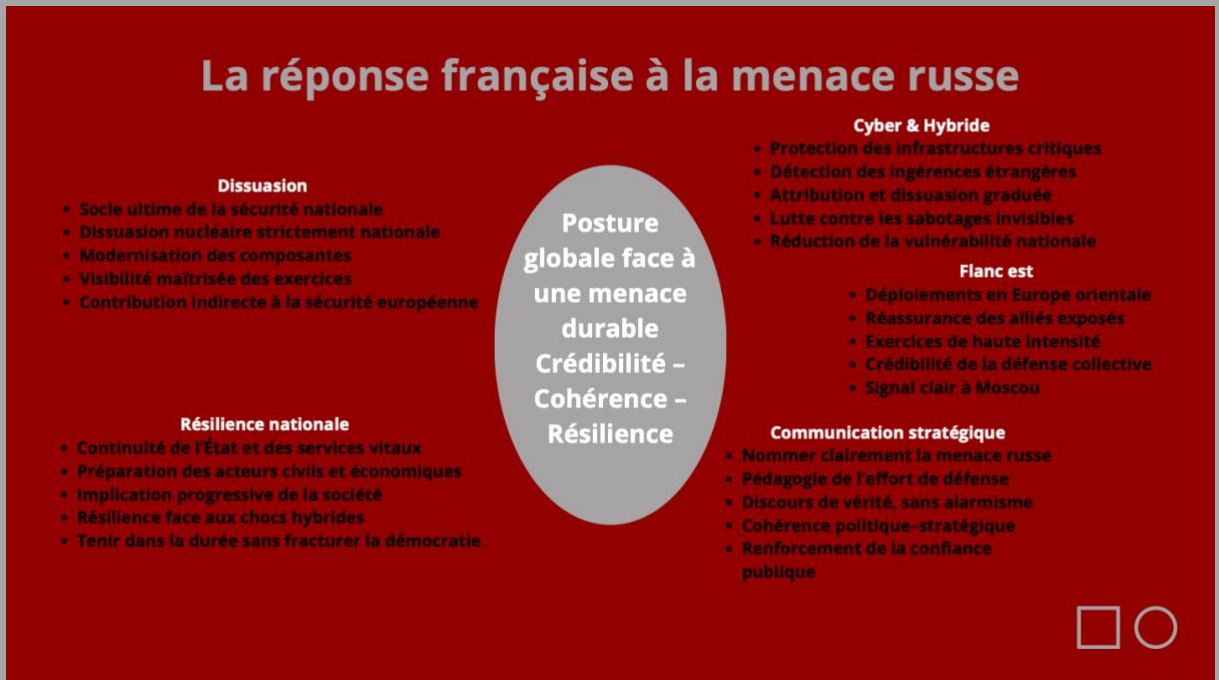 La réponse française à la menace russe
Dissuasion
• Socle ultime de la sécurité nationale
• Dissuasion nucléaire strictement nationale
• Modernisation des composantes
• Visibilité maîtrisée des exercices
• Contribution indirecte à la sécurité européenne
Résilience nationale
• Continuité de l'État et des services vitaux
• Préparation des acteurs civils et économiques
• Implication progressive de la société
• Résilience face aux chocs hybrides
• Tenir dans la durée sans fracturer la démocratie
Posture
globale face à
une menace
durable
Crédibilité –
Cohérence –
Résilience
Cyber & Hybride
• Protection des infrastructures critiques
• Détection des ingérences étrangères
• Attribution et dissuasion graduée
• Lutte contre les sabotages invisibles
• Réduction de la vulnérabilité nationale
Flanc est
• Déploiements en Europe orientale
• Réassurance des alliés exposés
• Exercices de haute intensité
• Crédibilité de la défense collective
• Signal clair à Moscou
Communication stratégique
• Nommer clairement la menace russe
• Pédagogie de l'effort de défense
• Discours de vérité, sans alarmisme
• Cohérence politique–stratégique
• Renforcement de la confiance
publique